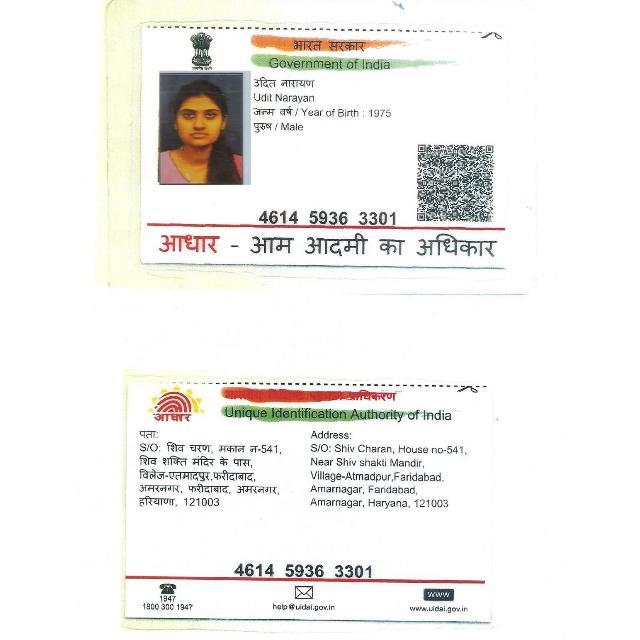 भारत सरकार
Government of India
उदित नारायण
Udit Narayan
जन्म वर्ष / Year of Birth : 1975
पुरुष / Male
4614 5936 3301
आधार - आम आदमी का अधिकार
आधार
प्राधिकरण
Unique Identification Authority of India
पता:
S/O: शिव चरण, मकान न-541,
शिव शक्ति मंदिर के पास,
विलेज-एतमादपुर,फरीदाबाद,
अमरनगर, फरीदाबाद, अमरनगर,
हरियाणा, 121003
Address:
S/O: Shiv Charan, House no-541,
Near Shiv shakti Mandir,
Village-Atmadpur,Faridabad,
Amarnagar, Faridabad,
Amarnagar, Haryana, 121003
4614 5936 3301
1947
1800 300 1947
help@uidai.gov.in
www
www.uidai.gov.in